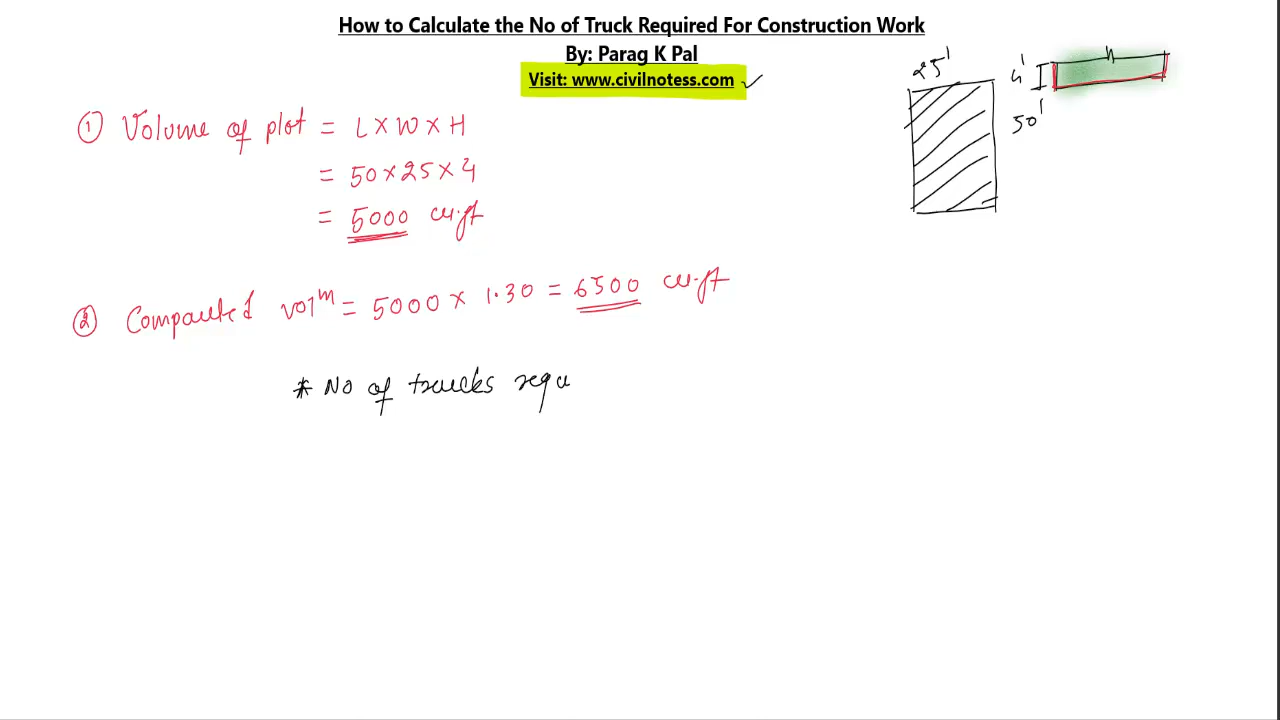 How to Calculate the No of Truck Required For Construction Work
By: Parag K Pal
Visit: www.civilnotess.com
25'
4'
h
50'
① Volume of plot = L x W x H
= 50 x 25 x 4
= 5000 cu.ft
② Compauted volm = 5000 x 1.30 = 6500 cu.ft
* No of trucks requ